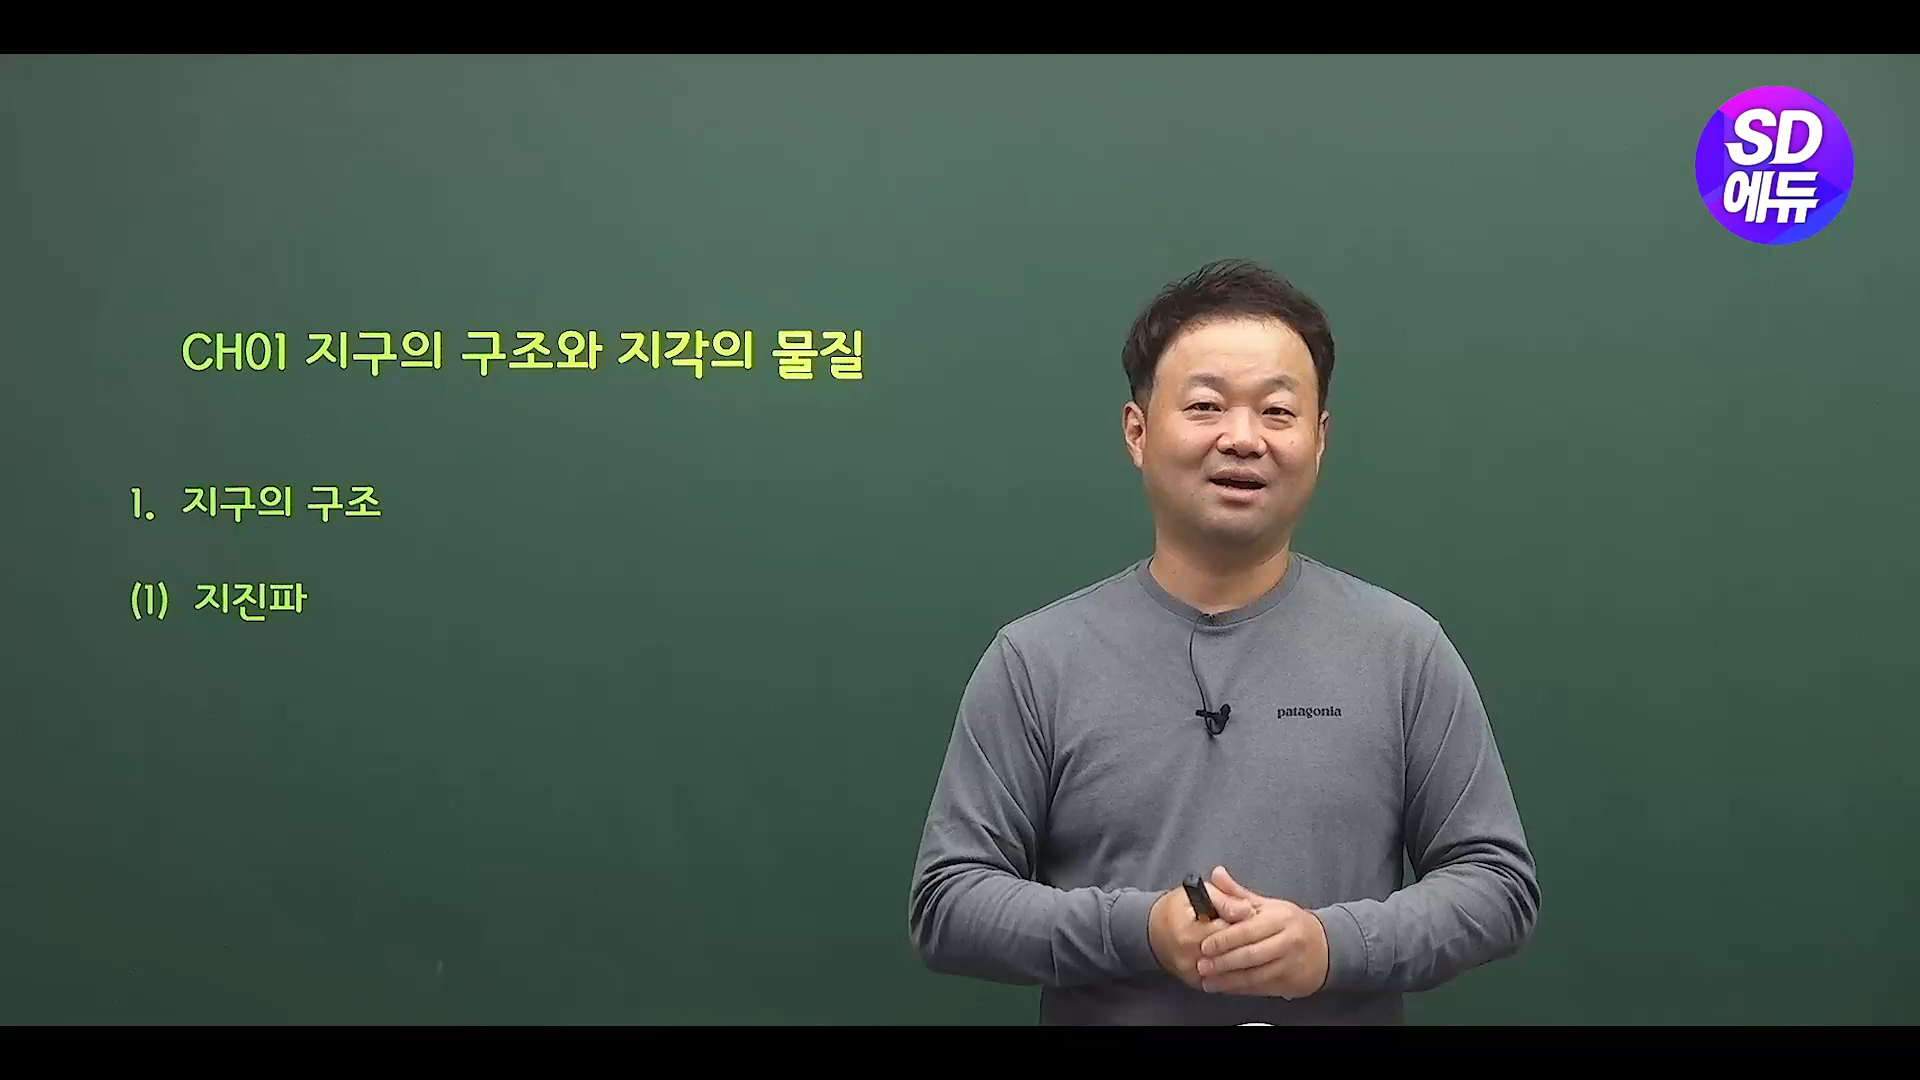 SD
에듀
CH01 지구의 구조와 지각의 물질
1. 지구의 구조
(1) 지진파
patagonia